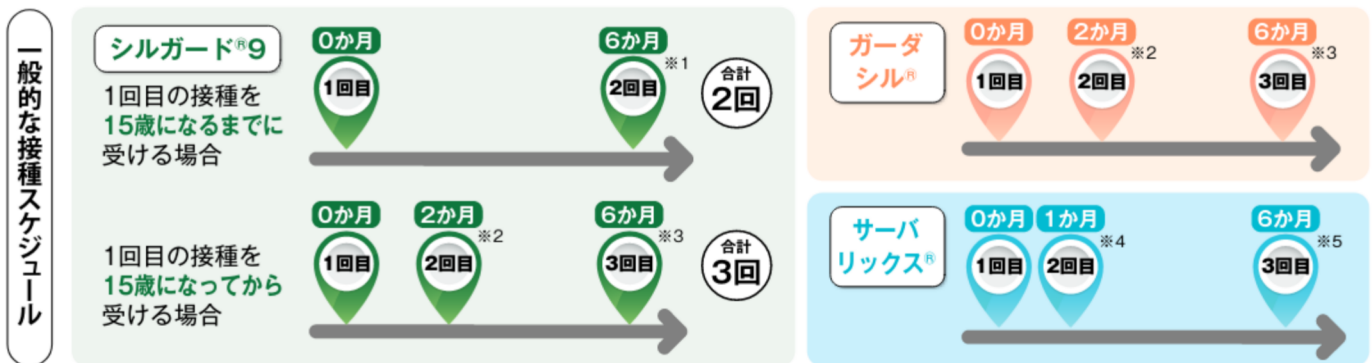 一般的な接種スケジュール
シルガード®9
1回目の接種を
15歳になるまでに
受ける場合
0か月
1回目
6か月
※1
2回目
合計
2回
1回目の接種を
15歳になってから
受ける場合
0か月
1回目
2か月
※2
2回目
6か月
※3
3回目
合計
3回
ガーダ
シル®
0か月
1回目
2か月
※2
2回目
6か月
※3
3回目
サーバ
リックス®
0か月
1回目
1か月
※4
2回目
6か月
※5
3回目